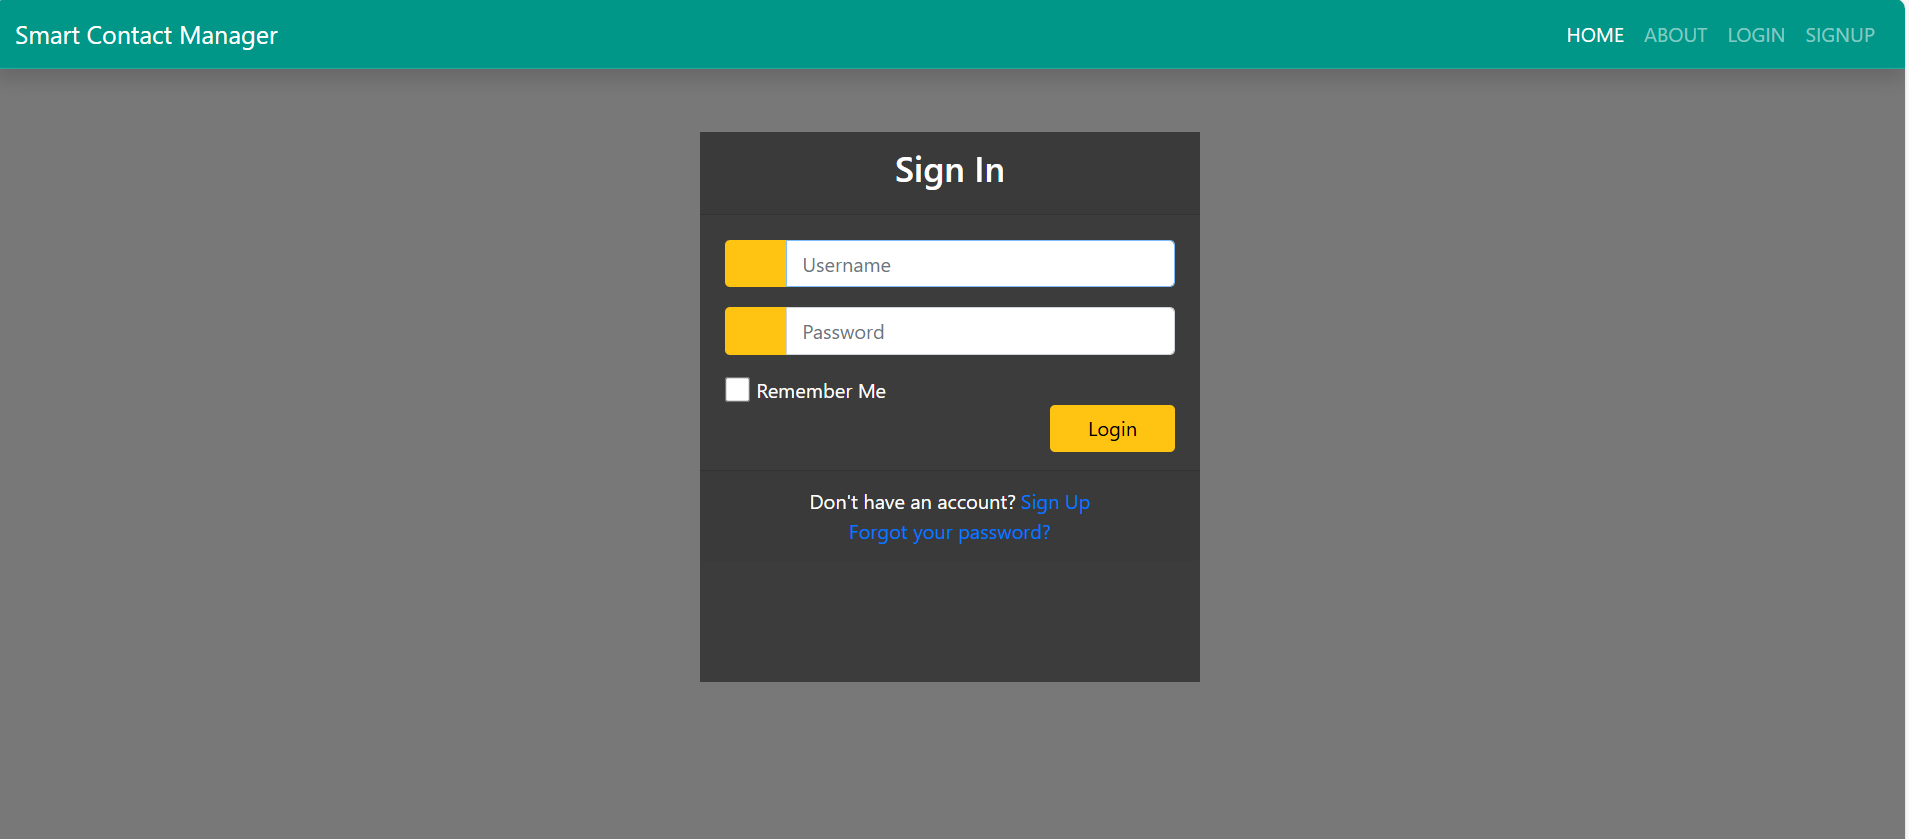 Smart Contact Manager
HOME ABOUT LOGIN SIGNUP
Sign In
Username
Password
Remember Me
Login
Don't have an account? Sign Up
Forgot your password?